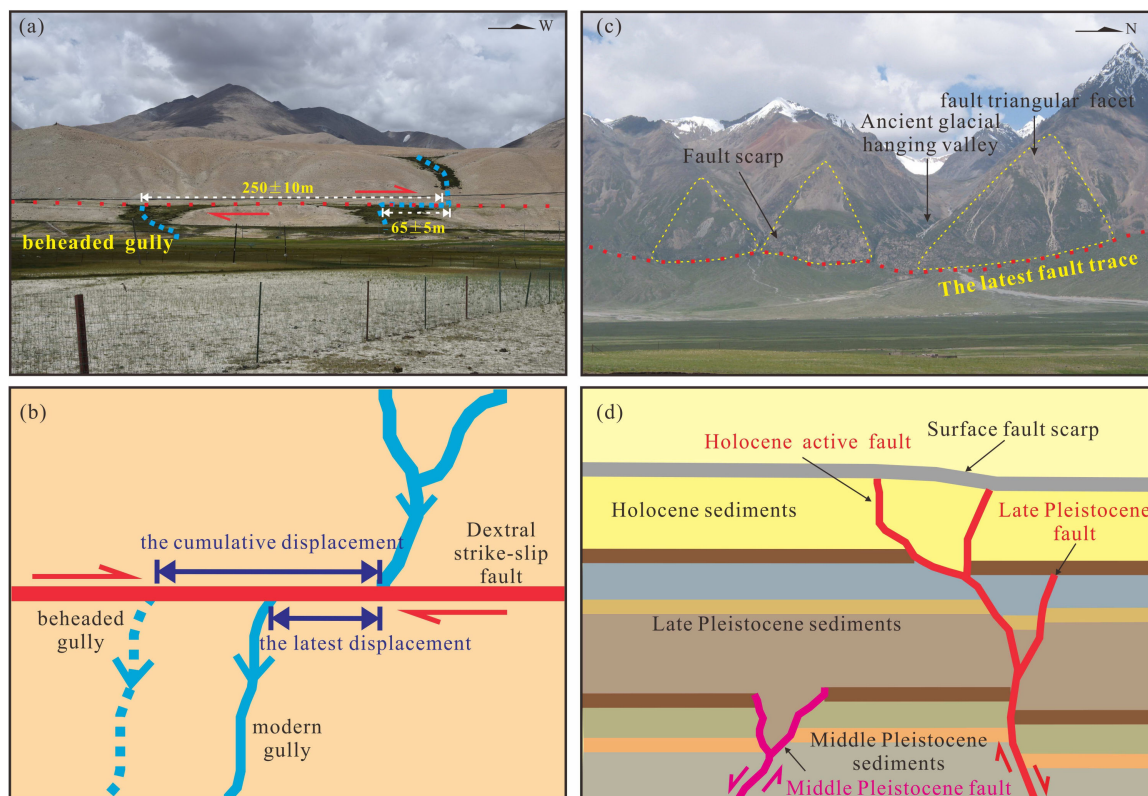 (a)
W
250±10m
65±5m
beheaded gully
(c)
N
fault triangular facet
Ancient glacial
hanging valley
Fault scarp
The latest fault trace
(b)
the cumulative displacement
Dextral
strike-slip
fault
beheaded
gully
the latest displacement
modern
gully
(d)
Holocene active fault
Surface fault scarp
Holocene sediments
Late Pleistocene
fault
Late Pleistocene sediments
Middle Pleistocene
sediments
Middle Pleistocene fault